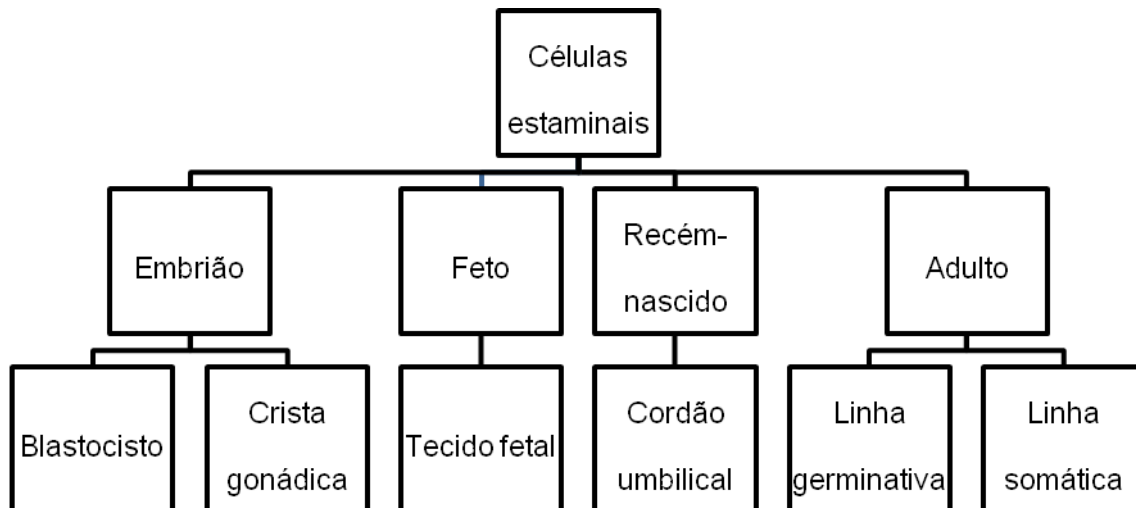 Células
estaminais
Embrião
Feto
Recém-
nascido
Adulto
Blastocisto
Crista
gonádica
Tecido fetal
Cordão
umbilical
Linha
germinativa
Linha
somática